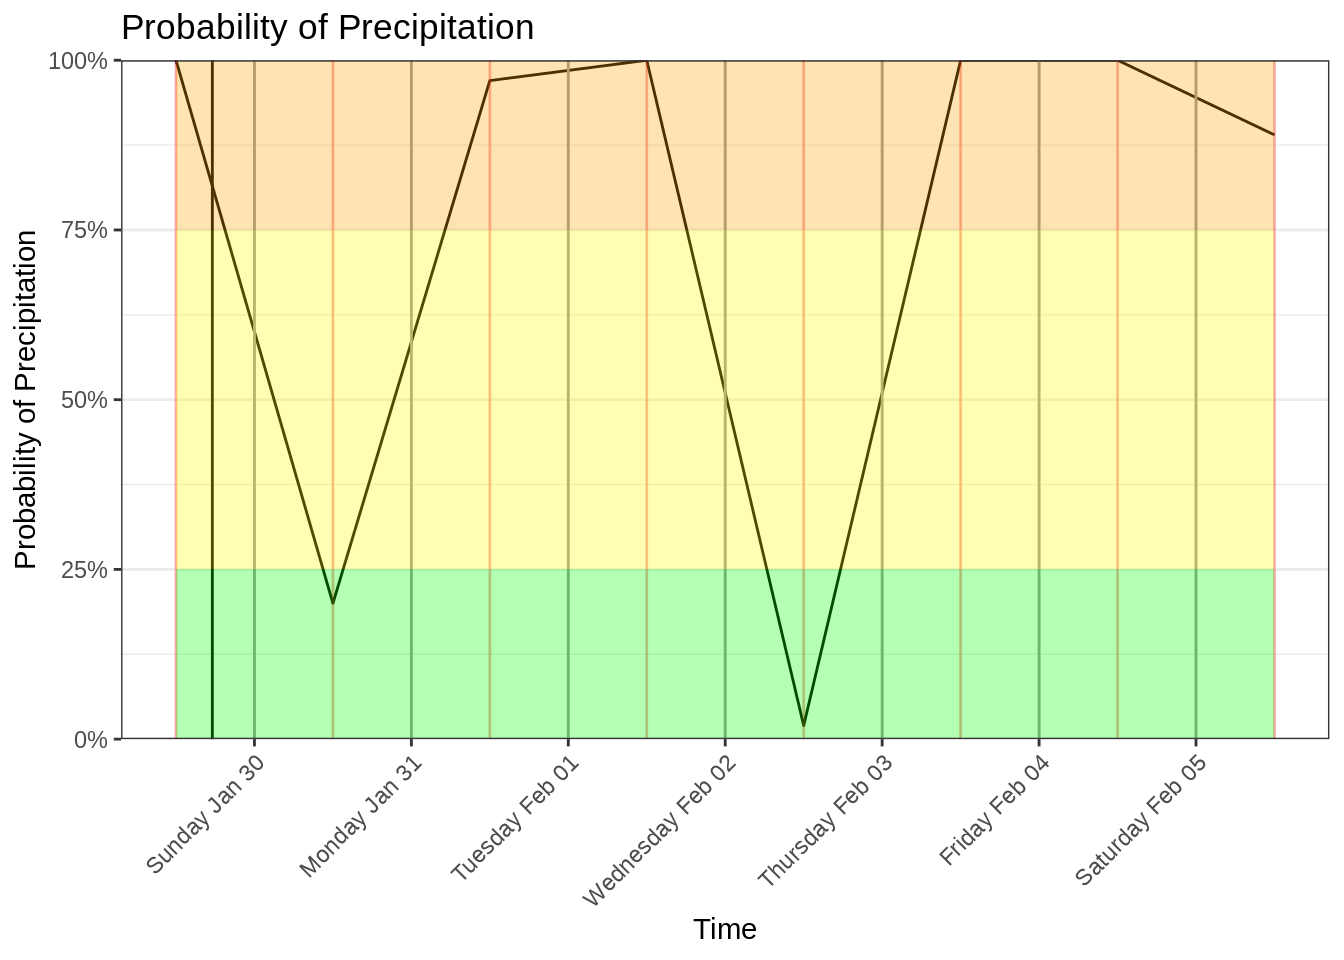 Probability of Precipitation
Probability of Precipitation
100%
75%
50%
25%
0%
Sunday Jan 30
Monday Jan 31
Tuesday Feb 01
Wednesday Feb 02
Thursday Feb 03
Friday Feb 04
Saturday Feb 05
Time